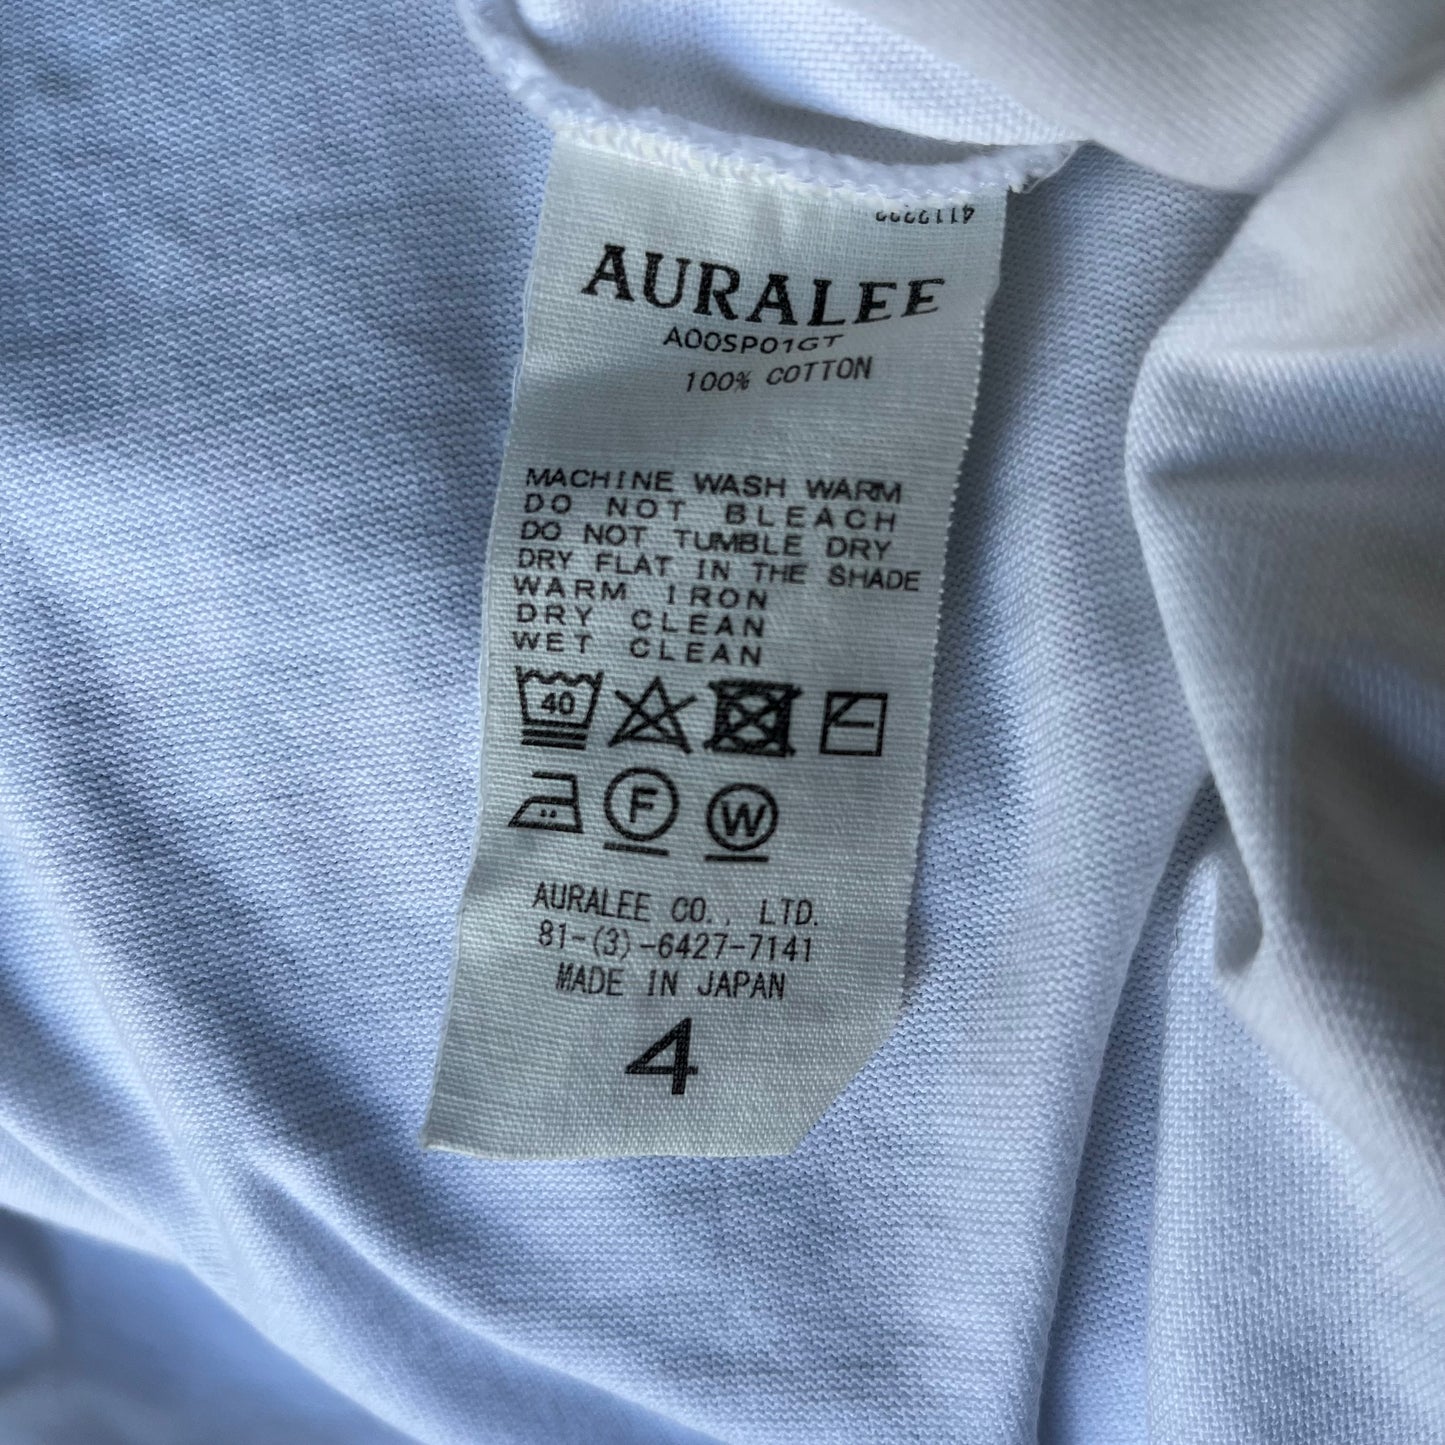 AURALEE
A00SP01GT
100% COTTON
MACHINE WASH WARM
DO NOT BLEACH
DO NOT TUMBLE DRY
DRY FLAT IN THE SHADE
WARM IRON
DRY CLEAN
WET CLEAN
40
F W
AURALEE CO., LTD.
81-(3)-6427-7141
MADE IN JAPAN
4